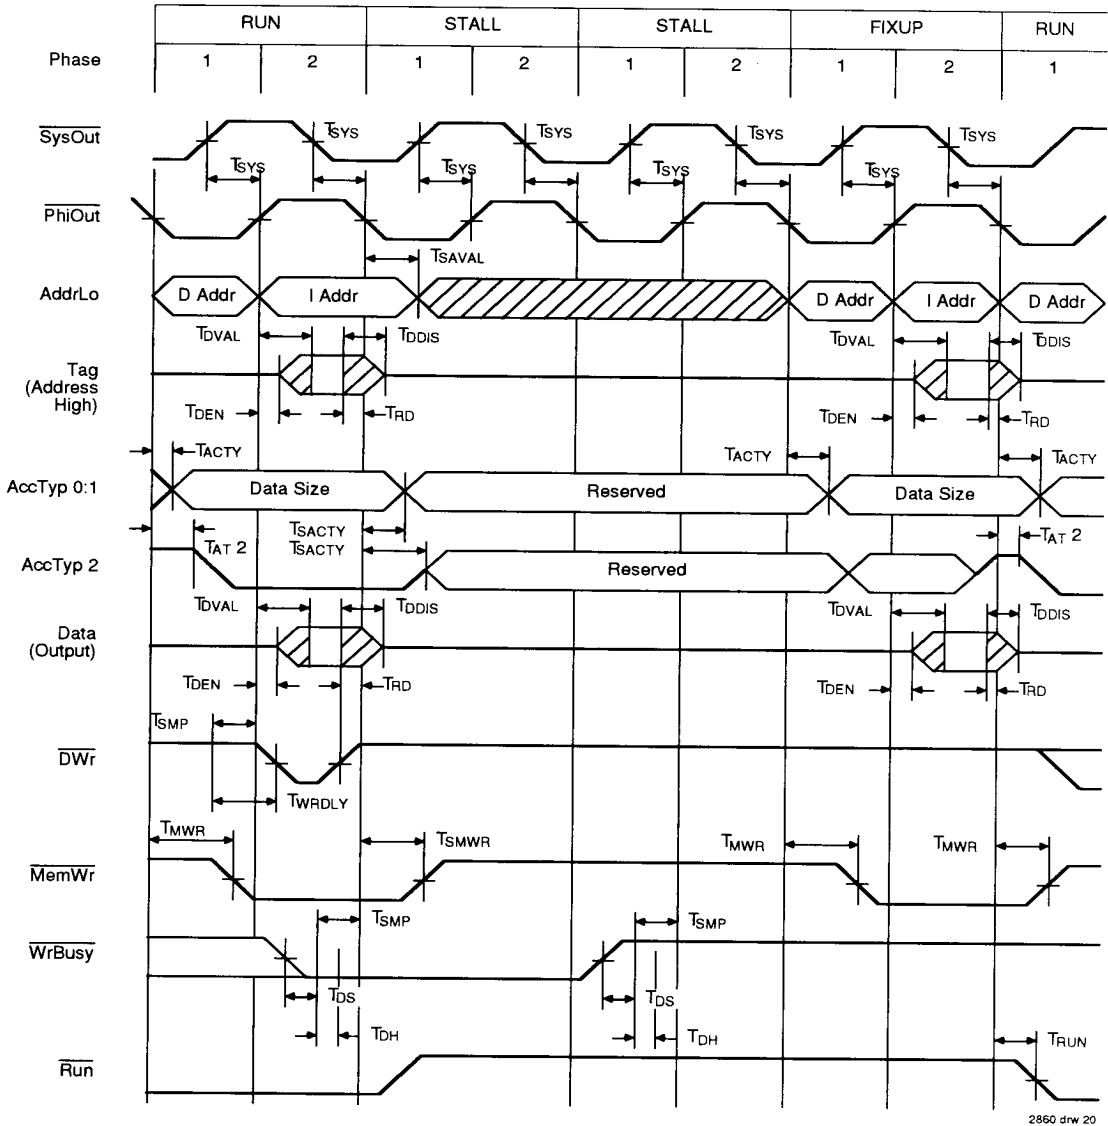 RUN STALL STALL FIXUP RUN
Phase 1 2 1 2 1 2 1 2 1
SysOut TSYS TSYS TSYS TSYS
TSYS TSYS TSYS TSYS
PhiOut
TSAVAL
AddrLo D Addr I Addr D Addr I Addr D Addr
TDVAL TDDIS TDVAL TDDIS
Tag
(Address
High)
TDEN TRD TDEN TRD
TACTY TACTY TACTY
AccTyp 0:1 Data Size Reserved Data Size
TSACTY
TAT 2 TSACTY TAT 2
AccTyp 2 Reserved
TDVAL TDDIS TDVAL TDDIS
Data
(Output)
TDEN TRD TDEN TRD
TSMP
DWr
TWRDLY
TMWR TSMWR TMWR TMWR
MemWr
TSMP TSMP
WrBusy
TDS TDS
TDH TDH TRUN
Run
2860 drw 20